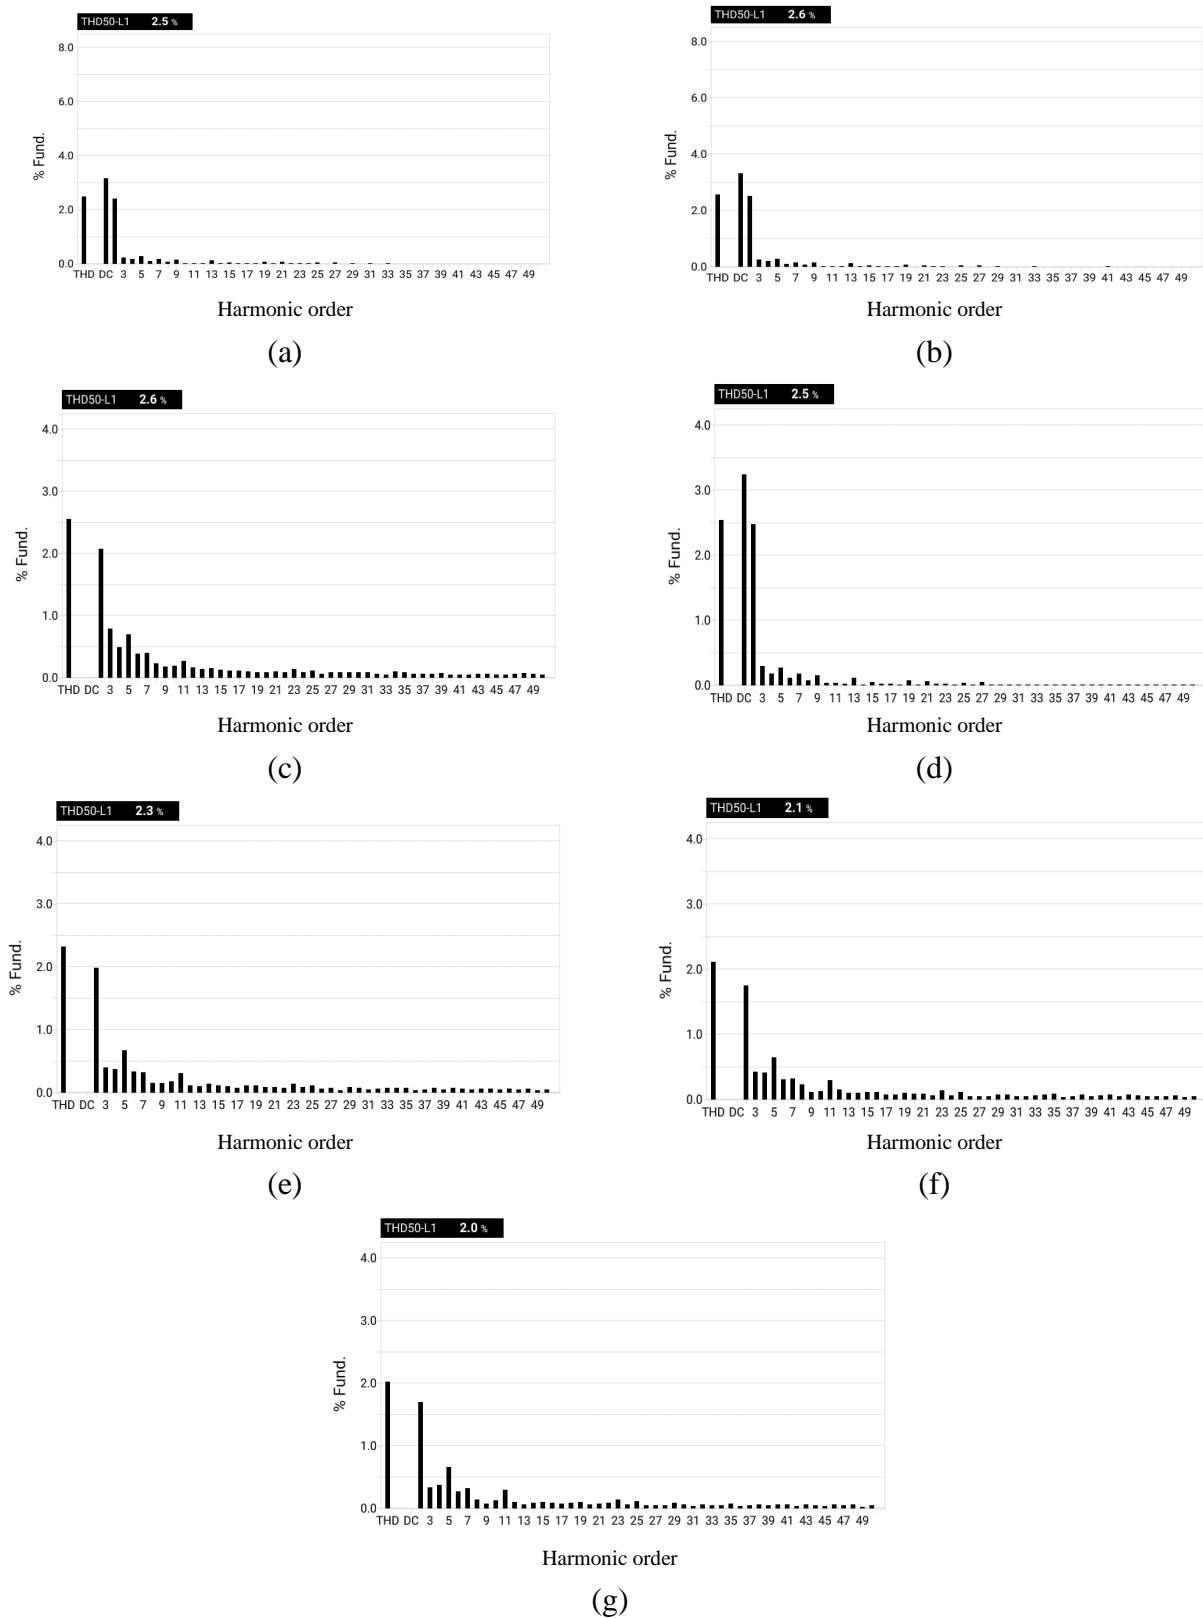 THD50-L1 2.5 %
8.0
6.0
4.0
2.0
0.0
% Fund.
THD DC 3 5 7 9 11 13 15 17 19 21 23 25 27 29 31 33 35 37 39 41 43 45 47 49
Harmonic order
(a)
THD50-L1 2.6 %
8.0
6.0
4.0
2.0
0.0
% Fund.
THD DC 3 5 7 9 11 13 15 17 19 21 23 25 27 29 31 33 35 37 39 41 43 45 47 49
Harmonic order
(b)
THD50-L1 2.6 %
4.0
3.0
2.0
1.0
0.0
% Fund.
THD DC 3 5 7 9 11 13 15 17 19 21 23 25 27 29 31 33 35 37 39 41 43 45 47 49
Harmonic order
(c)
THD50-L1 2.5 %
4.0
3.0
2.0
1.0
0.0
% Fund.
THD DC 3 5 7 9 11 13 15 17 19 21 23 25 27 29 31 33 35 37 39 41 43 45 47 49
Harmonic order
(d)
THD50-L1 2.3 %
4.0
3.0
2.0
1.0
0.0
% Fund.
THD DC 3 5 7 9 11 13 15 17 19 21 23 25 27 29 31 33 35 37 39 41 43 45 47 49
Harmonic order
(e)
THD50-L1 2.1 %
4.0
3.0
2.0
1.0
0.0
% Fund.
THD DC 3 5 7 9 11 13 15 17 19 21 23 25 27 29 31 33 35 37 39 41 43 45 47 49
Harmonic order
(f)
THD50-L1 2.0 %
4.0
3.0
2.0
1.0
0.0
% Fund.
THD DC 3 5 7 9 11 13 15 17 19 21 23 25 27 29 31 33 35 37 39 41 43 45 47 49
Harmonic order
(g)